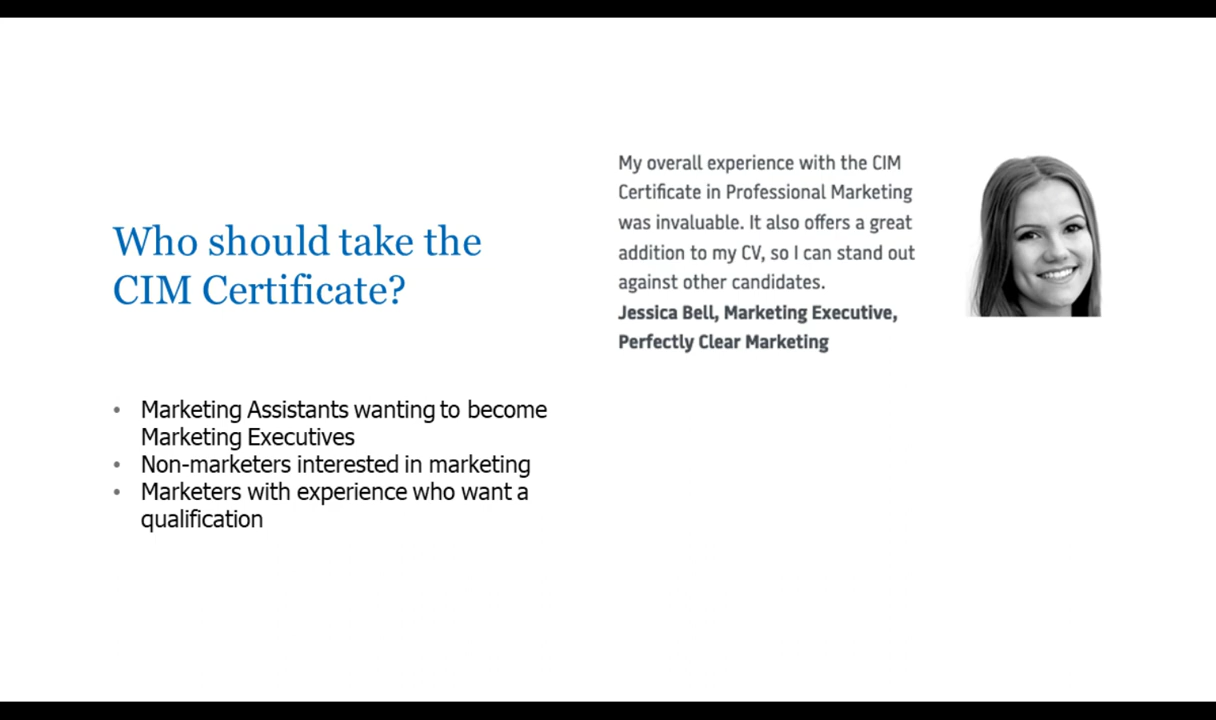 Who should take the
CIM Certificate?
• Marketing Assistants wanting to become
Marketing Executives
• Non-marketers interested in marketing
• Marketers with experience who want a
qualification
My overall experience with the CIM
Certificate in Professional Marketing
was invaluable. It also offers a great
addition to my CV, so I can stand out
against other candidates.
Jessica Bell, Marketing Executive,
Perfectly Clear Marketing